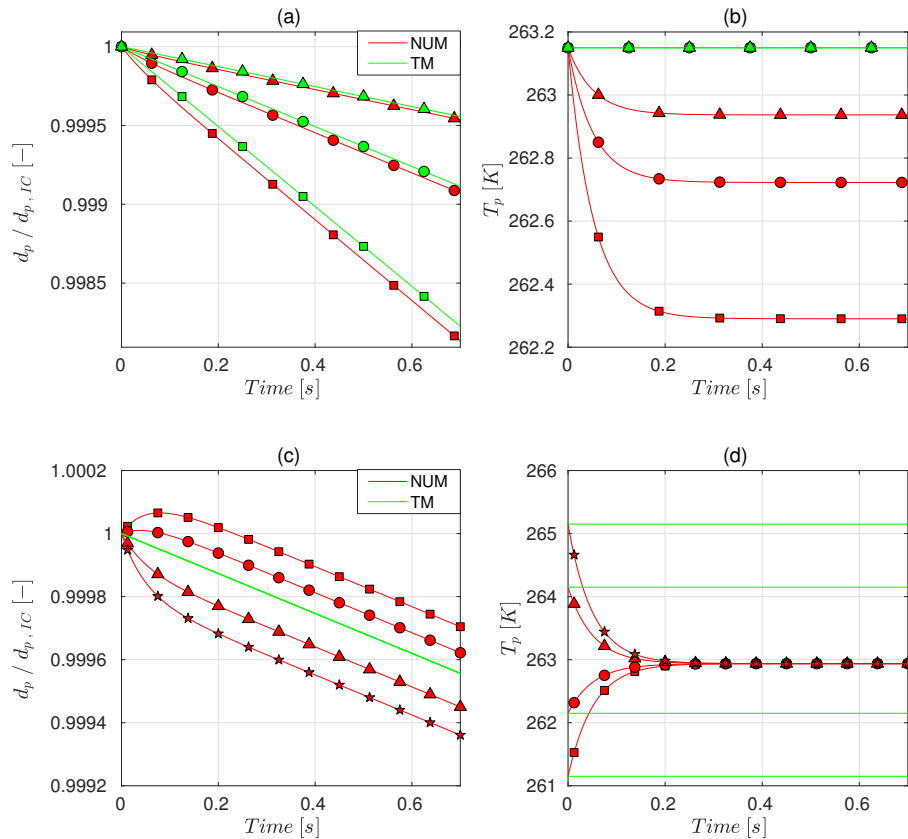 (a)
NUM
TM
1
0.9995
0.999
0.9985
d_p / d_{p, IC} [−]
0 0.2 0.4 0.6
Time [s]
(b)
263.2
263
262.8
262.6
262.4
262.2
T_p [K]
0 0.2 0.4 0.6
Time [s]
(c)
NUM
TM
1.0002
1
0.9998
0.9996
0.9994
0.9992
d_p / d_{p, IC} [−]
0 0.2 0.4 0.6
Time [s]
(d)
266
265
264
263
262
261
T_p [K]
0 0.2 0.4 0.6
Time [s]